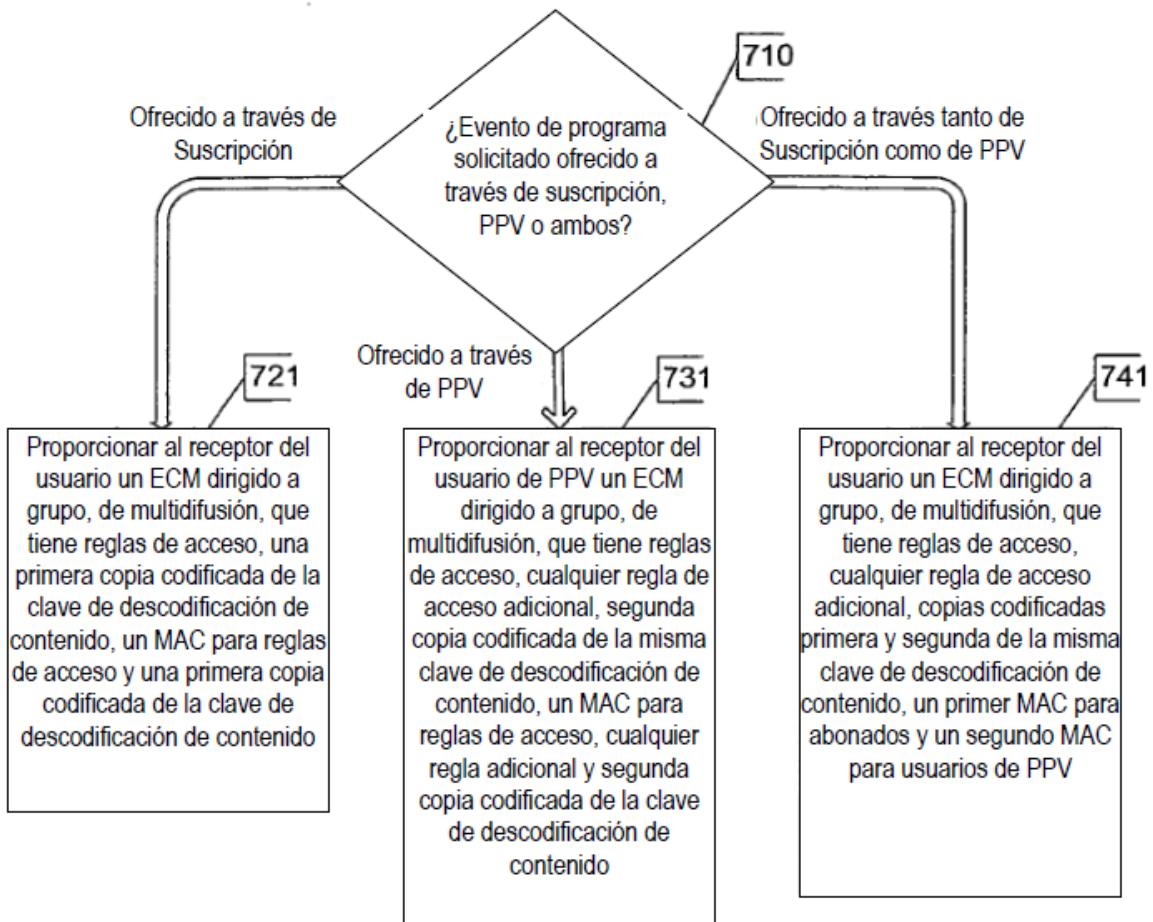 710
Ofrecido a través de
Suscripción
¿Evento de programa
solicitado ofrecido a
través de suscripción,
PPV o ambos?
Ofrecido a través tanto de
Suscripción como de PPV
Ofrecido a través
de PPV
721
731
741
Proporcionar al receptor del
usuario un ECM dirigido a
grupo, de multidifusión, que
tiene reglas de acceso, una
primera copia codificada de la
clave de descodificación de
contenido, un MAC para reglas
de acceso y una primera copia
codificada de la clave de
descodificación de contenido
Proporcionar al receptor del
usuario de PPV un ECM
dirigido a grupo, de
multidifusión, que tiene reglas
de acceso, cualquier regla de
acceso adicional, segunda
copia codificada de la misma
clave de descodificación de
contenido, un MAC para
reglas de acceso, cualquier
regla adicional y segunda
copia codificada de la clave
de descodificación de
contenido
Proporcionar al receptor del
usuario un ECM dirigido a
grupo, de multidifusión, que
tiene reglas de acceso,
cualquier regla de acceso
adicional, copias codificadas
primera y segunda de la misma
clave de descodificación de
contenido, un primer MAC para
abonados y un segundo MAC
para usuarios de PPV